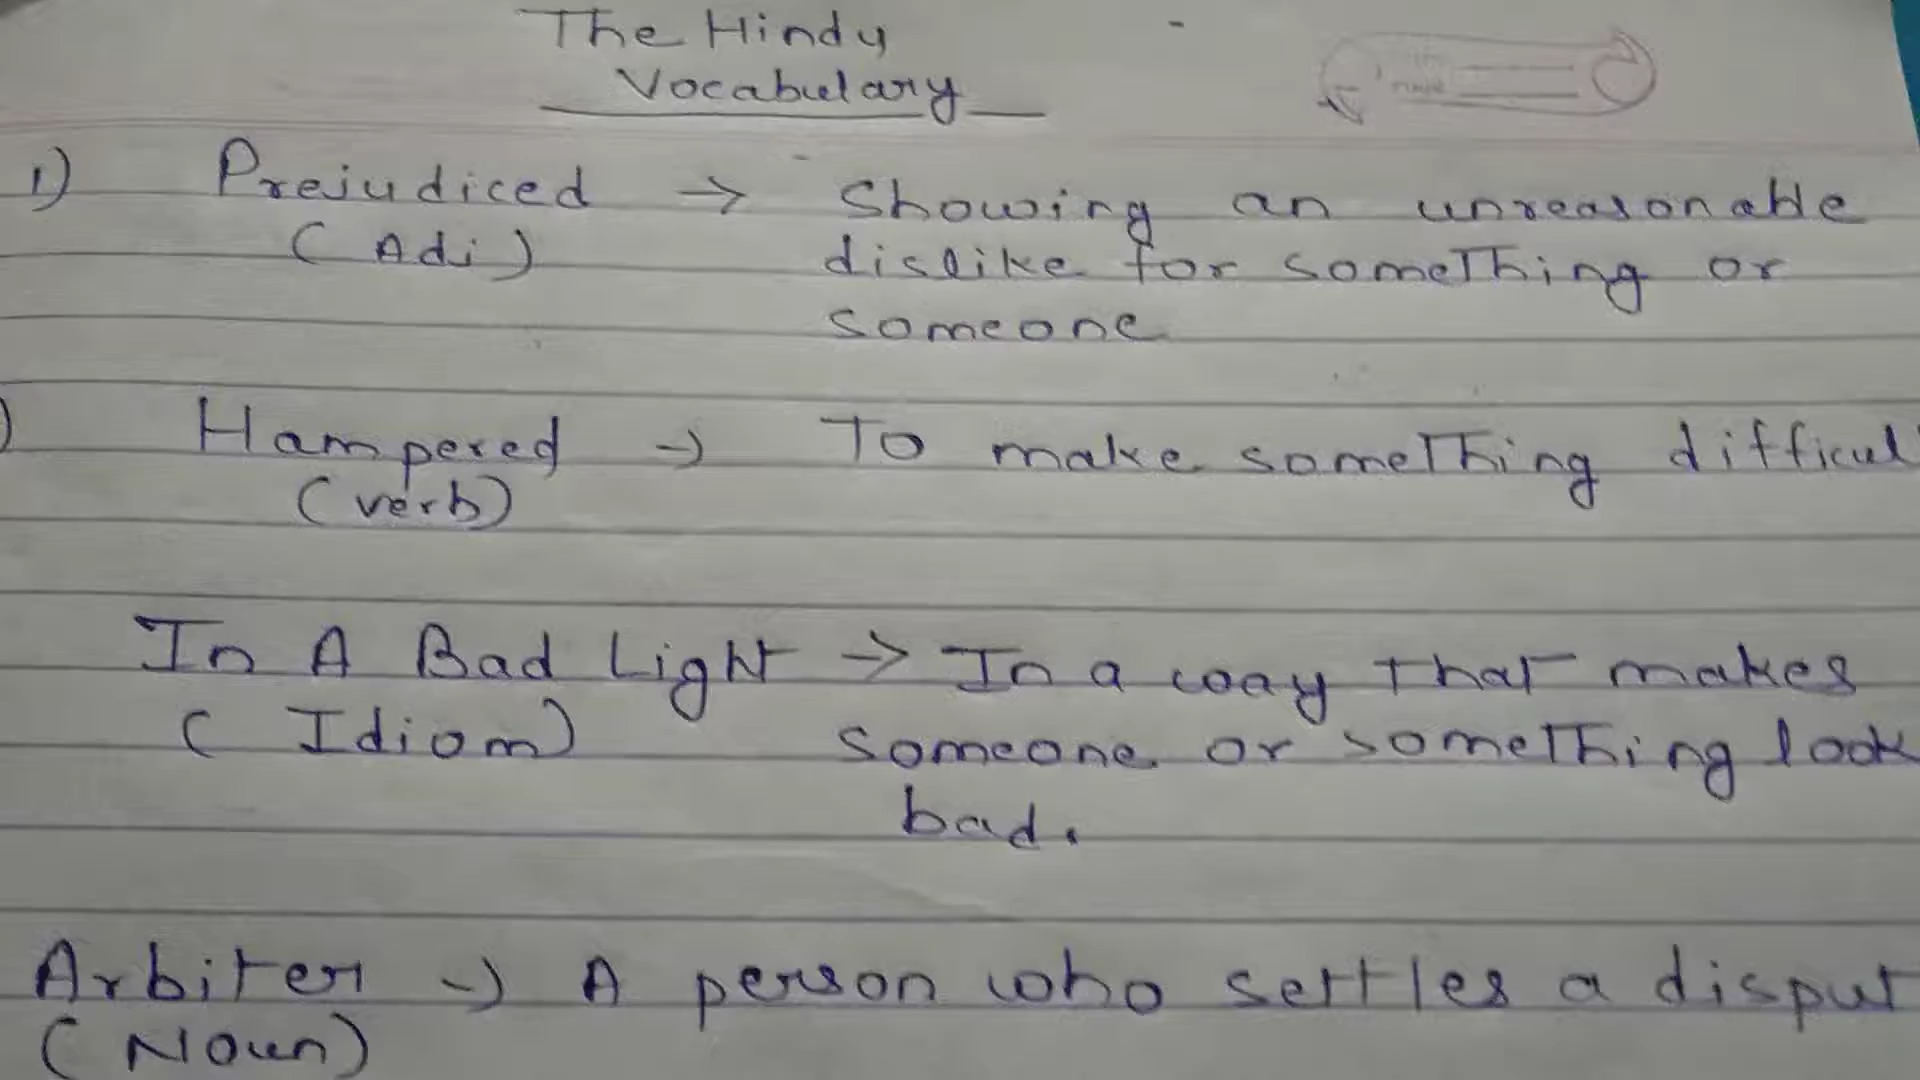 The Hindu
Vocabulary
1) Prejudiced → Showing an unreasonable
(Adj) dislike for something or
someone
) Hampered → To make something difficul
(verb)
In A Bad Light → In a way that makes
(Idiom) someone or something look
bad.
Arbiter → A person who settles a disput
(Noun)